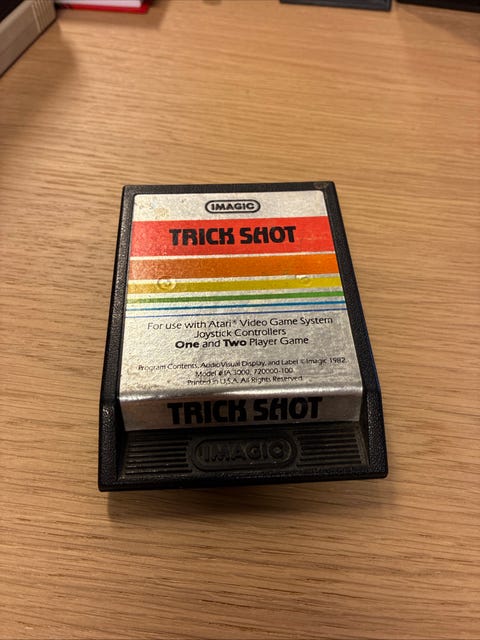 IMAGIC
TRICK SHOT
For use with Atari® Video Game System
Joystick Controllers
One and Two Player Game
Program Contents, Audio/Visual Display, and Label © Imagic 1982
Model # IA 3000, 720000-100
Printed in U.S.A. All Rights Reserved
TRICK SHOT
IMAGIC